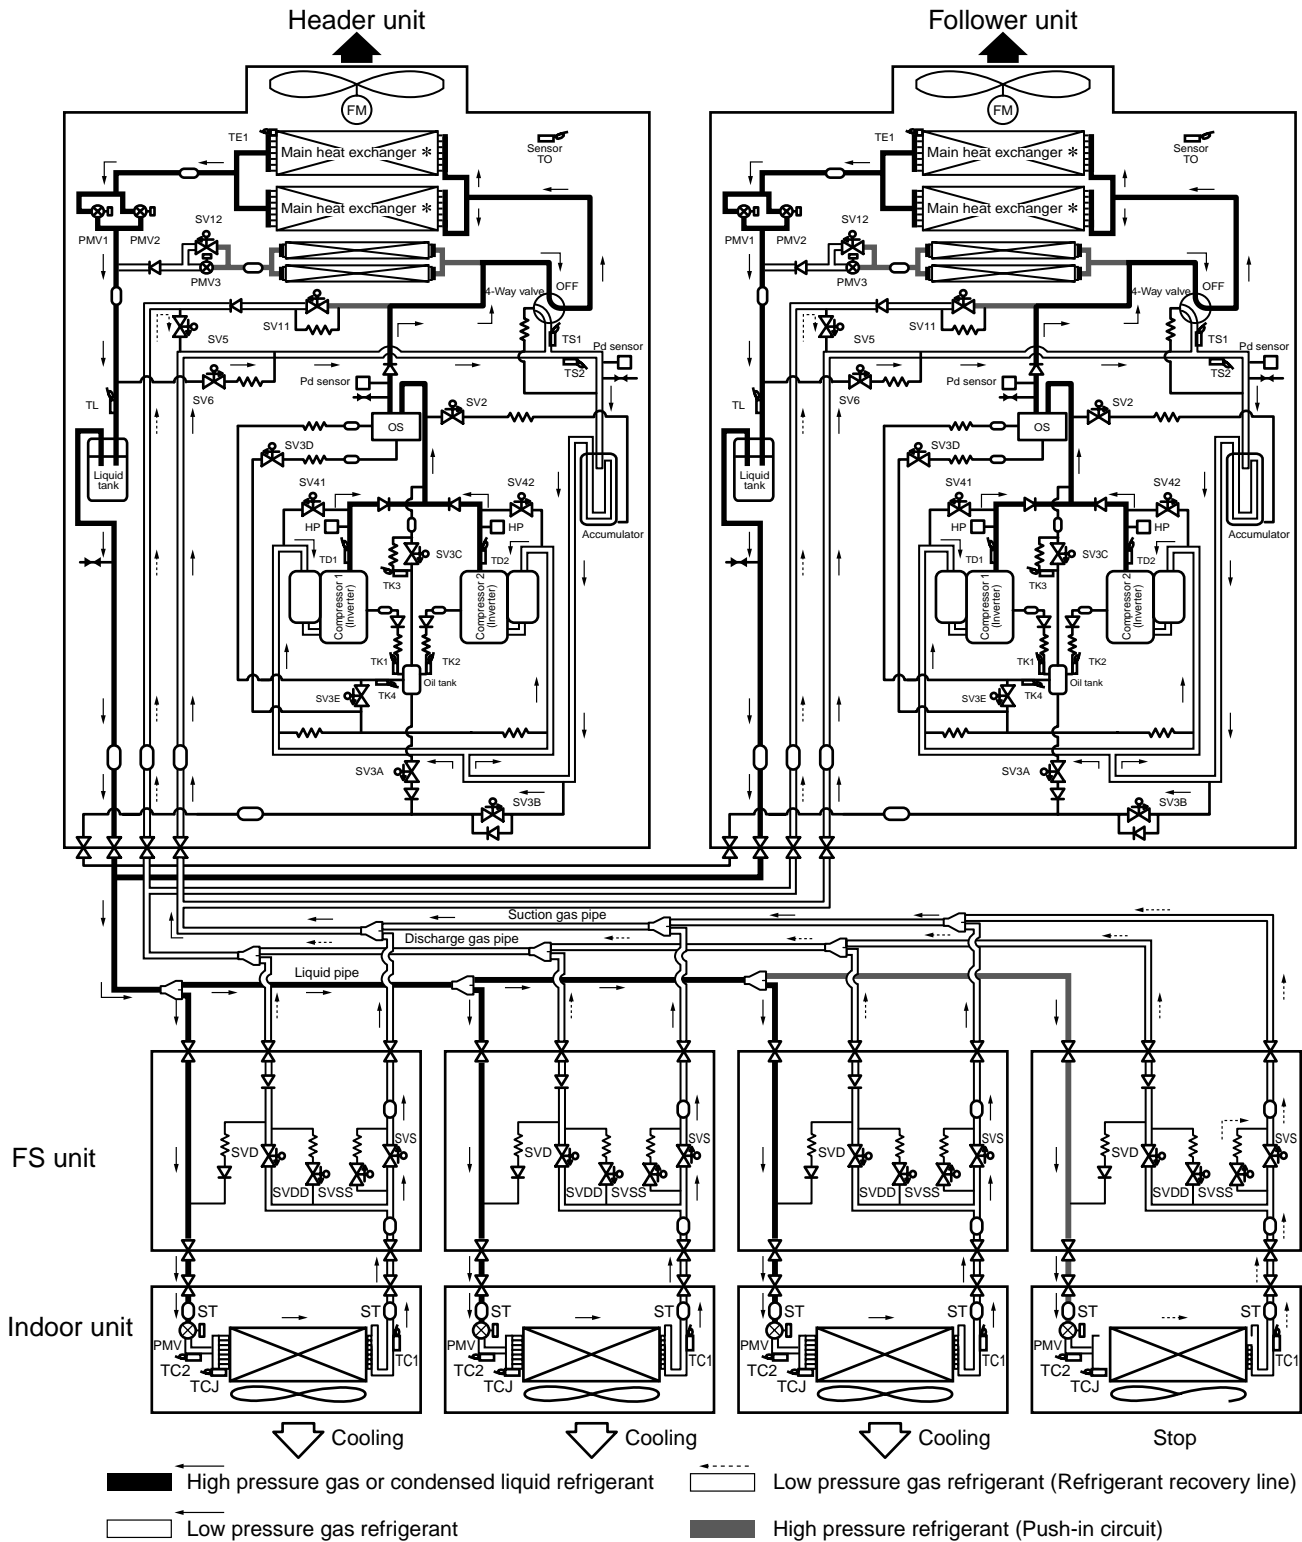 Header unit
Follower unit
FM
TE1
Main heat exchanger *
Sensor
TO
Main heat exchanger *
SV12
PMV1
PMV2
PMV3
OFF
4-Way valve
SV11
SV5
TS1
Pd sensor
TS2
Pd sensor
SV6
TL
SV2
OS
SV3D
Liquid
tank
SV41
SV42
HP
HP
Accumulator
TD1
SV3C
TD2
TK3
Compressor 1
(Inverter)
Compressor 2
(Inverter)
TK1
TK2
Oil tank
TK4
SV3E
SV3A
SV3B
FM
TE1
Main heat exchanger *
Sensor
TO
Main heat exchanger *
SV12
PMV1
PMV2
PMV3
OFF
4-Way valve
SV11
SV5
TS1
Pd sensor
TS2
Pd sensor
SV6
TL
SV2
OS
SV3D
Liquid
tank
SV41
SV42
HP
HP
Accumulator
TD1
SV3C
TD2
TK3
Compressor 1
(Inverter)
Compressor 2
(Inverter)
TK1
TK2
Oil tank
TK4
SV3E
SV3A
SV3B
Suction gas pipe
Discharge gas pipe
Liquid pipe
FS unit
SVD
SVS
SVDD
SVSS
SVD
SVS
SVDD
SVSS
SVD
SVS
SVDD
SVSS
SVD
SVS
SVDD
SVSS
Indoor unit
ST
ST
PMV
TC2
TCJ
TC1
ST
ST
PMV
TC2
TCJ
TC1
ST
ST
PMV
TC2
TCJ
TC1
ST
ST
PMV
TC2
TCJ
TC1
Cooling
Cooling
Cooling
Stop
High pressure gas or condensed liquid refrigerant
Low pressure gas refrigerant (Refrigerant recovery line)
Low pressure gas refrigerant
High pressure refrigerant (Push-in circuit)